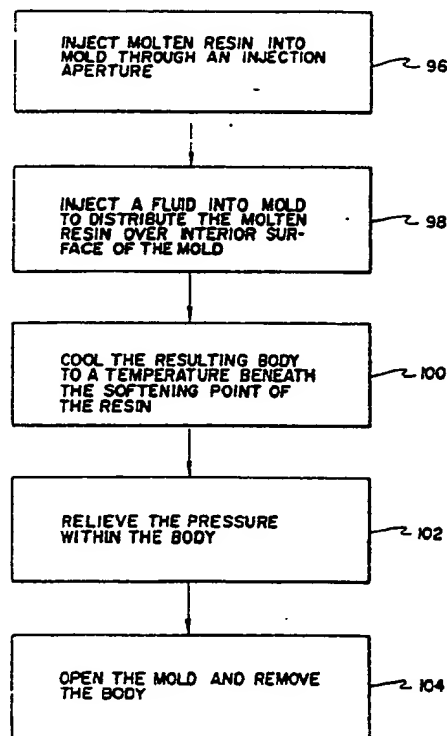 INJECT MOLTEN RESIN INTO
MOLD THROUGH AN INJECTION
APERTURE
96
INJECT A FLUID INTO MOLD
TO DISTRIBUTE THE MOLTEN
RESIN OVER INTERIOR SUR-
FACE OF THE MOLD
98
COOL THE RESULTING BODY
TO A TEMPERATURE BENEATH
THE SOFTENING POINT OF
THE RESIN
100
RELIEVE THE PRESSURE
WITHIN THE BODY
102
OPEN THE MOLD AND REMOVE
THE BODY
104